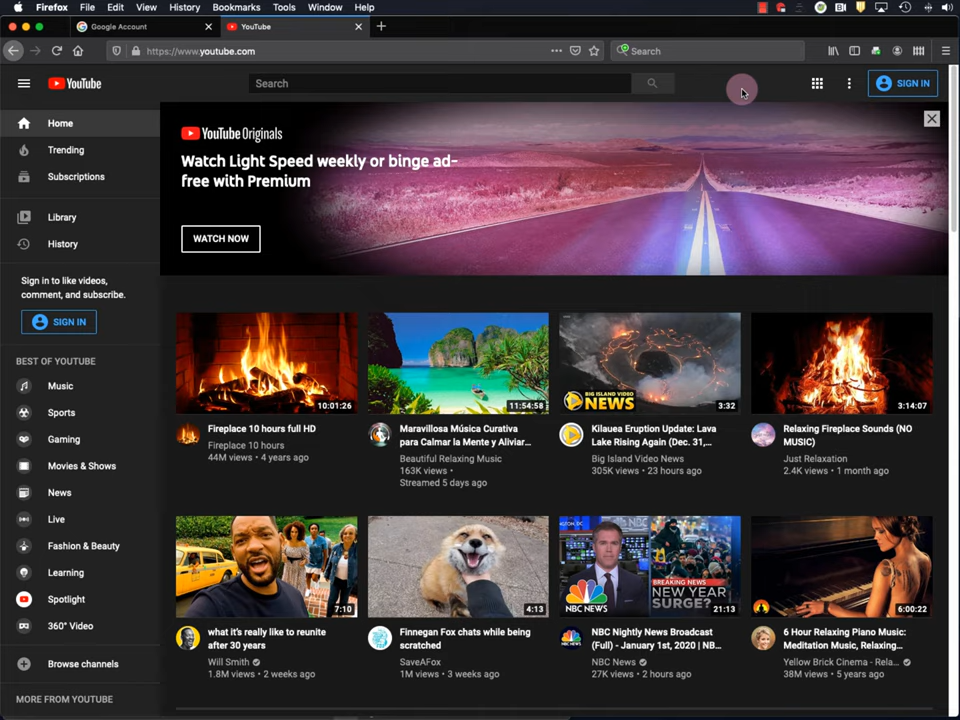 Firefox File Edit View History Bookmarks Tools Window Help
Google Account
YouTube
https://www.youtube.com
Search
YouTube
Search
SIGN IN
Home
Trending
Subscriptions
Library
History
Sign in to like videos,
comment, and subscribe.
SIGN IN
BEST OF YOUTUBE
Music
Sports
Gaming
Movies & Shows
News
Live
Fashion & Beauty
Learning
Spotlight
360° Video
Browse channels
MORE FROM YOUTUBE
YouTube Originals
Watch Light Speed weekly or binge ad-
free with Premium
WATCH NOW
10:01:26
Fireplace 10 hours full HD
Fireplace 10 hours
44M views • 4 years ago
11:54:58
Maravillosa Música Curativa
para Calmar la Mente y Aliviar...
Beautiful Relaxing Music
163K views •
Streamed 5 days ago
BIG ISLAND VIDEO
NEWS
3:32
Kilauea Eruption Update: Lava
Lake Rising Again (Dec. 31,...
Big Island Video News
305K views • 23 hours ago
3:14:07
Relaxing Fireplace Sounds (NO
MUSIC)
Just Relaxation
2.4K views • 1 month ago
7:10
what it's really like to reunite
after 30 years
Will Smith
1.8M views • 2 weeks ago
4:13
Finnegan Fox chats while being
scratched
SaveAFox
1M views • 3 weeks ago
NBC NEWS
BREAKING NEWS
NEW YEAR
SURGE?
21:13
NBC Nightly News Broadcast
(Full) - January 1st, 2020 | NB...
NBC News
27K views • 2 hours ago
6:00:22
6 Hour Relaxing Piano Music:
Meditation Music, Relaxing...
Yellow Brick Cinema - Rela...
38M views • 5 years ago